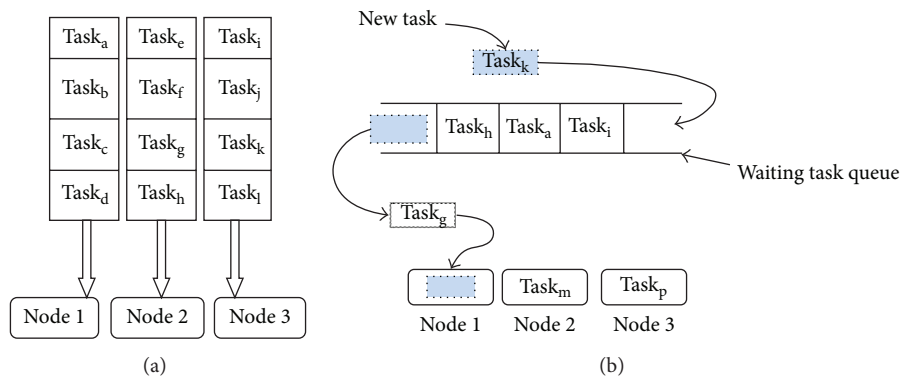 Task_a Task_e Task_i
Task_b Task_f Task_j
Task_c Task_g Task_k
Task_d Task_h Task_l
Node 1 Node 2 Node 3
(a)
New task
Task_k
Task_h Task_a Task_i
Waiting task queue
Task_g
Task_m Task_p
Node 1 Node 2 Node 3
(b)